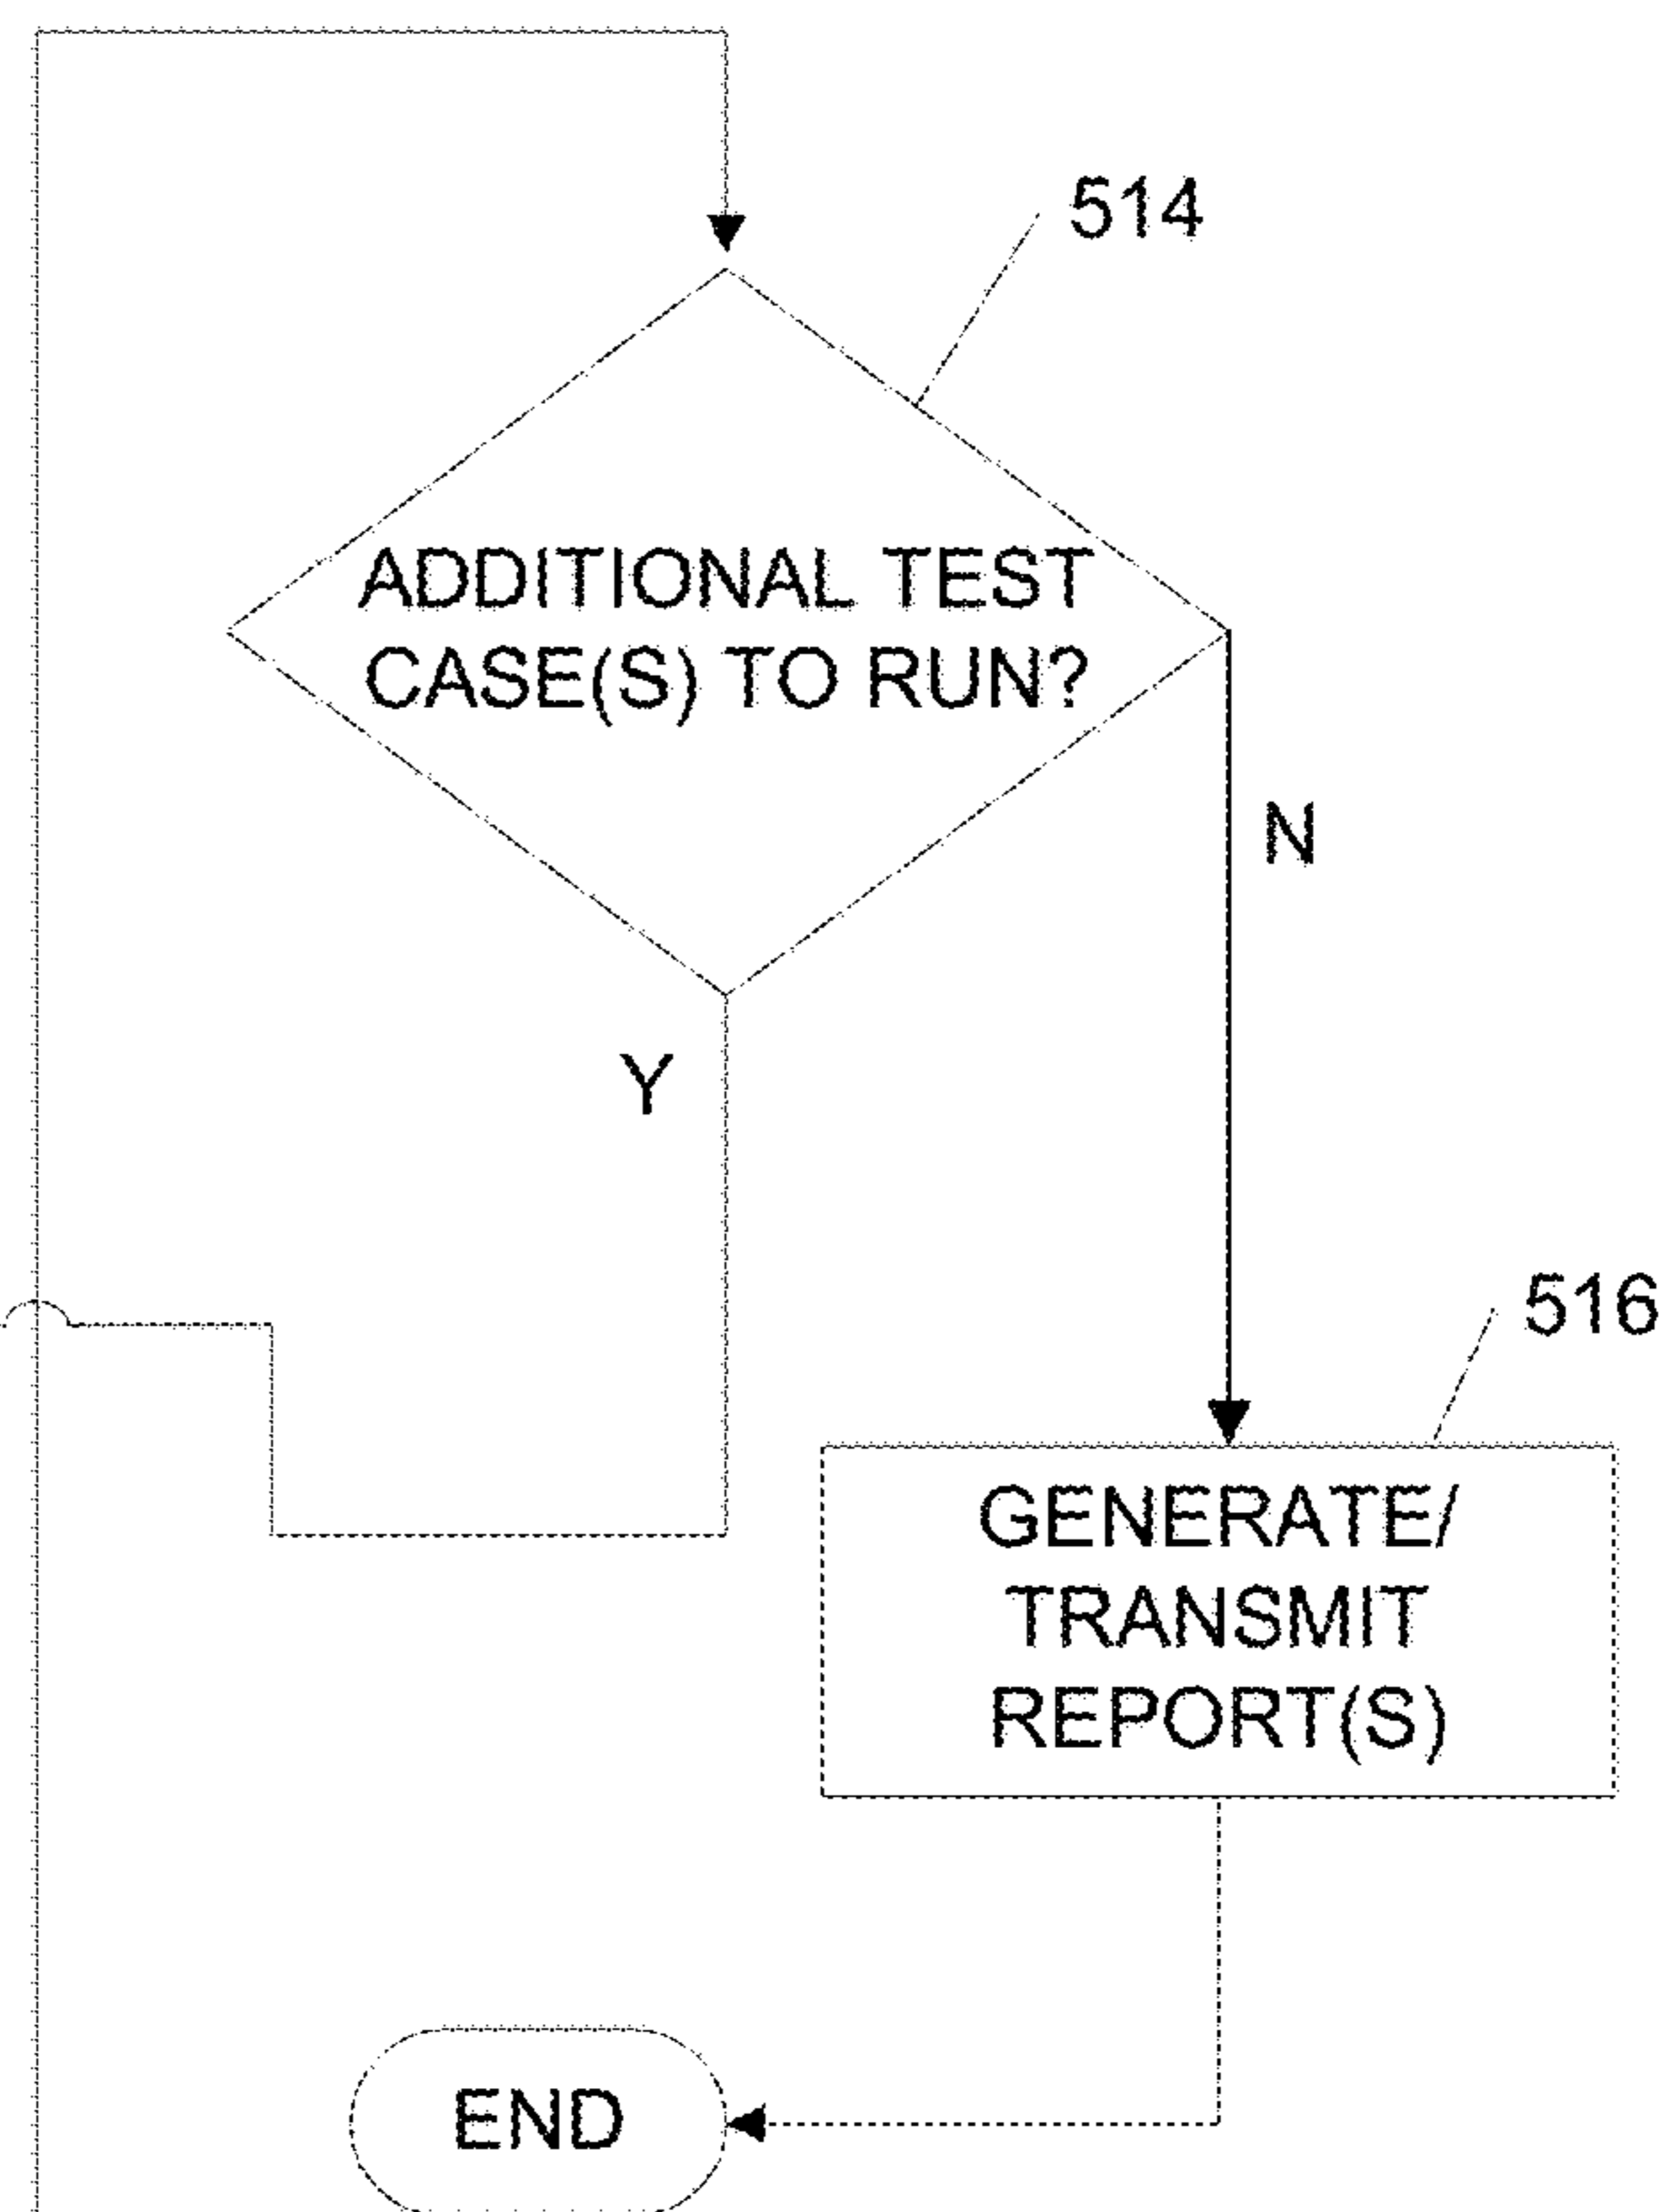 514
ADDITIONAL TEST
CASE(S) TO RUN?
N
Y
516
GENERATE/
TRANSMIT
REPORT(S)
END